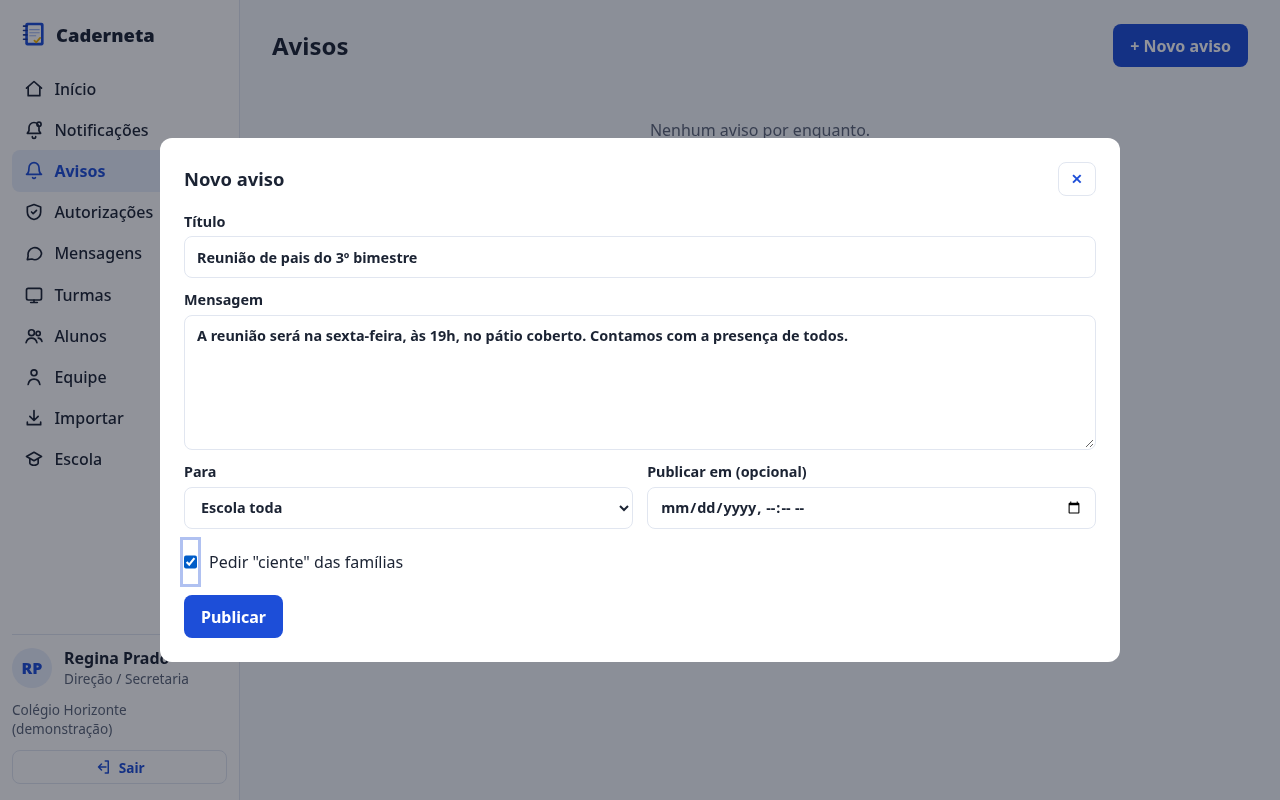 Caderneta
Início
Notificações
Avisos
Autorizações
Mensagens
Turmas
Alunos
Equipe
Importar
Escola
RP
Regina Prado
Direção / Secretaria
Colégio Horizonte
(demonstração)
Sair
Avisos
+ Novo aviso
Nenhum aviso por enquanto.
Novo aviso
×
Título
Reunião de pais do 3º bimestre
Mensagem
A reunião será na sexta-feira, às 19h, no pátio coberto. Contamos com a presença de todos.
Para
Escola toda
Publicar em (opcional)
mm/dd/yyyy, --:-- --
Pedir "ciente" das famílias
Publicar